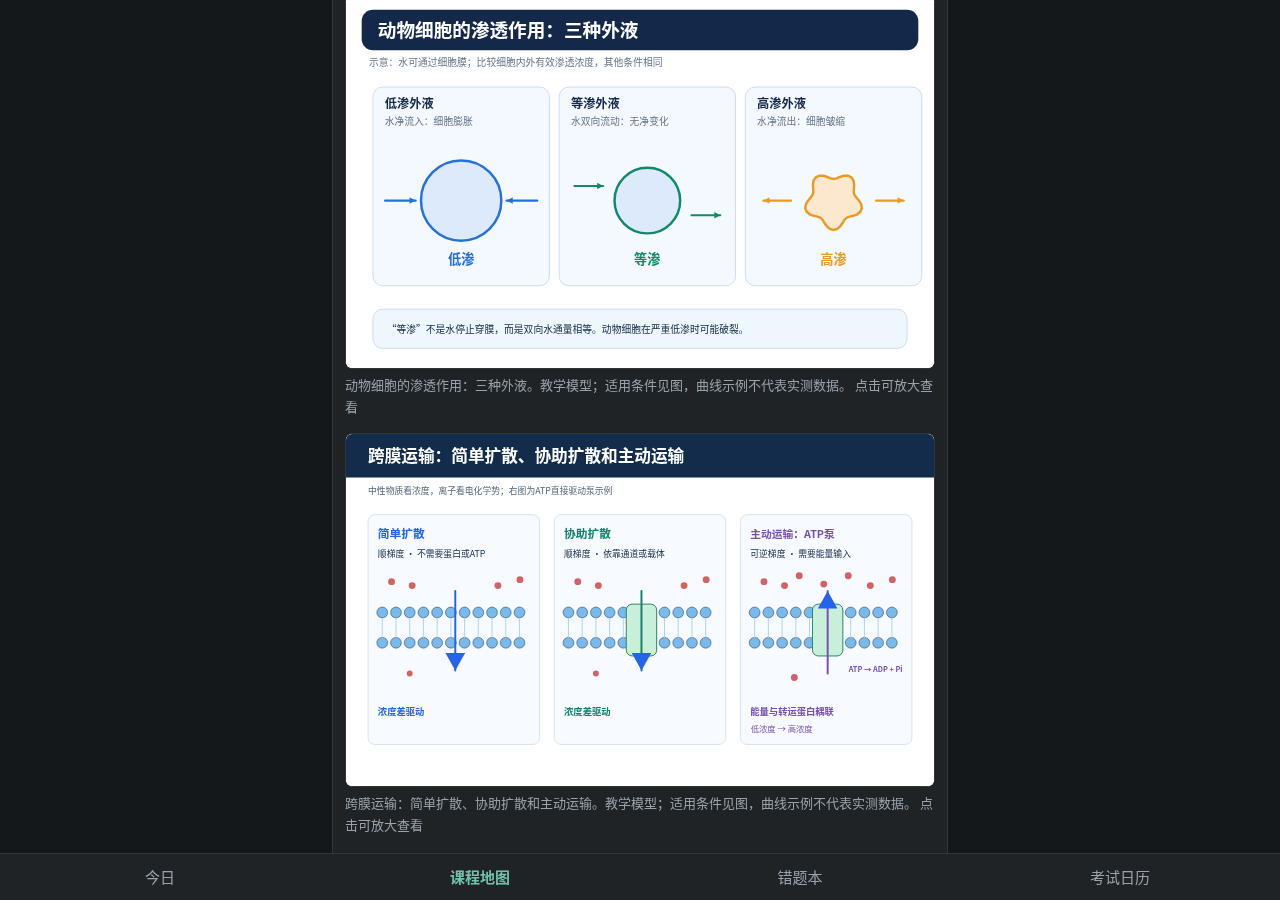 动物细胞的渗透作用：三种外液
示意：水可通过细胞膜；比较细胞内外有效渗透浓度，其他条件相同
低渗外液
水净流入：细胞膨胀
低渗
等渗外液
水双向流动：无净变化
等渗
高渗外液
水净流出：细胞皱缩
高渗
“等渗”不是水停止穿膜，而是双向水通量相等。动物细胞在严重低渗时可能破裂。
动物细胞的渗透作用：三种外液。教学模型；适用条件见图，曲线示例不代表实测数据。 点击可放大查
看
跨膜运输：简单扩散、协助扩散和主动运输
中性物质看浓度，离子看电化学势；右图为ATP直接驱动泵示例
简单扩散
顺梯度 · 不需要蛋白或ATP
浓度差驱动
协助扩散
顺梯度 · 依靠通道或载体
浓度差驱动
主动运输：ATP泵
可逆梯度 · 需要能量输入
ATP → ADP + Pi
能量与转运蛋白耦联
低浓度 → 高浓度
跨膜运输：简单扩散、协助扩散和主动运输。教学模型；适用条件见图，曲线示例不代表实测数据。 点
击可放大查看
今日
课程地图
错题本
考试日历